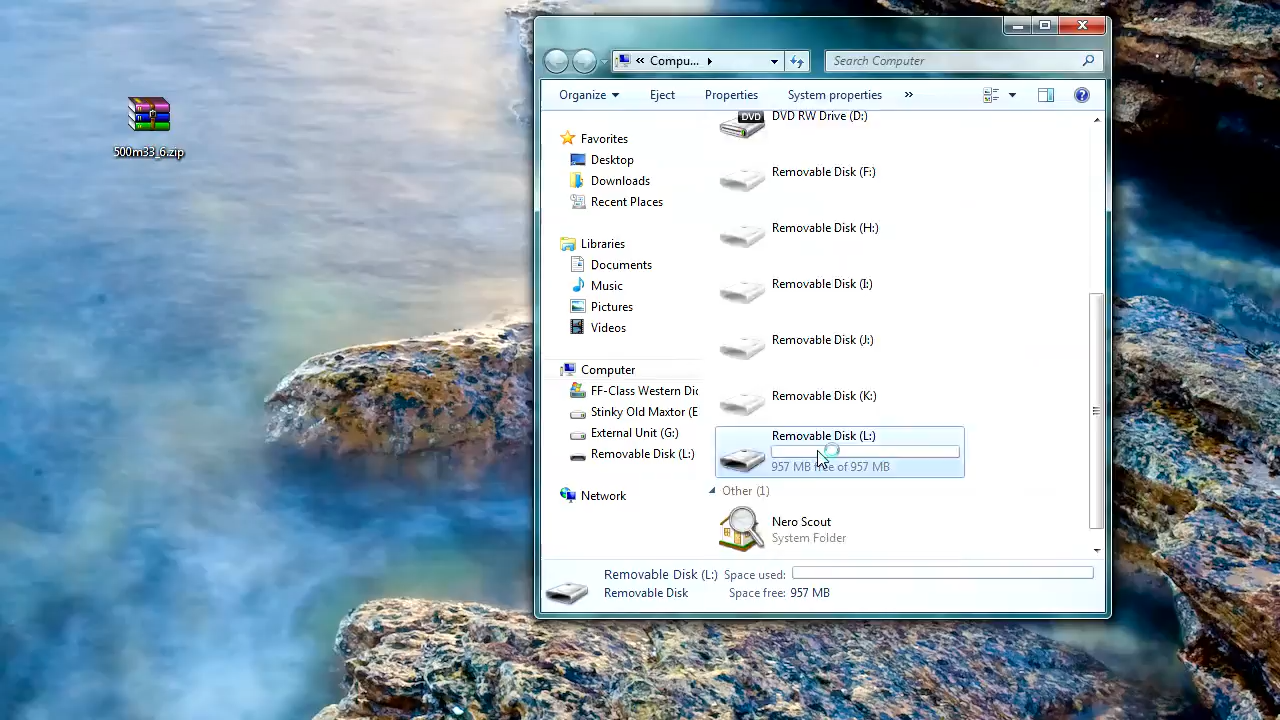 500m33_6.zip
« Compu... ▸
Search Computer
Organize Eject Properties System properties »
Favorites
Desktop
Downloads
Recent Places
Libraries
Documents
Music
Pictures
Videos
Computer
FF-Class Western Dic
Stinky Old Maxtor (E
External Unit (G:)
Removable Disk (L:)
Network
DVD
DVD RW Drive (D:)
Removable Disk (F:)
Removable Disk (H:)
Removable Disk (I:)
Removable Disk (J:)
Removable Disk (K:)
Removable Disk (L:)
957 MB free of 957 MB
Other (1)
Nero Scout
System Folder
Removable Disk (L:) Space used:
Removable Disk Space free: 957 MB